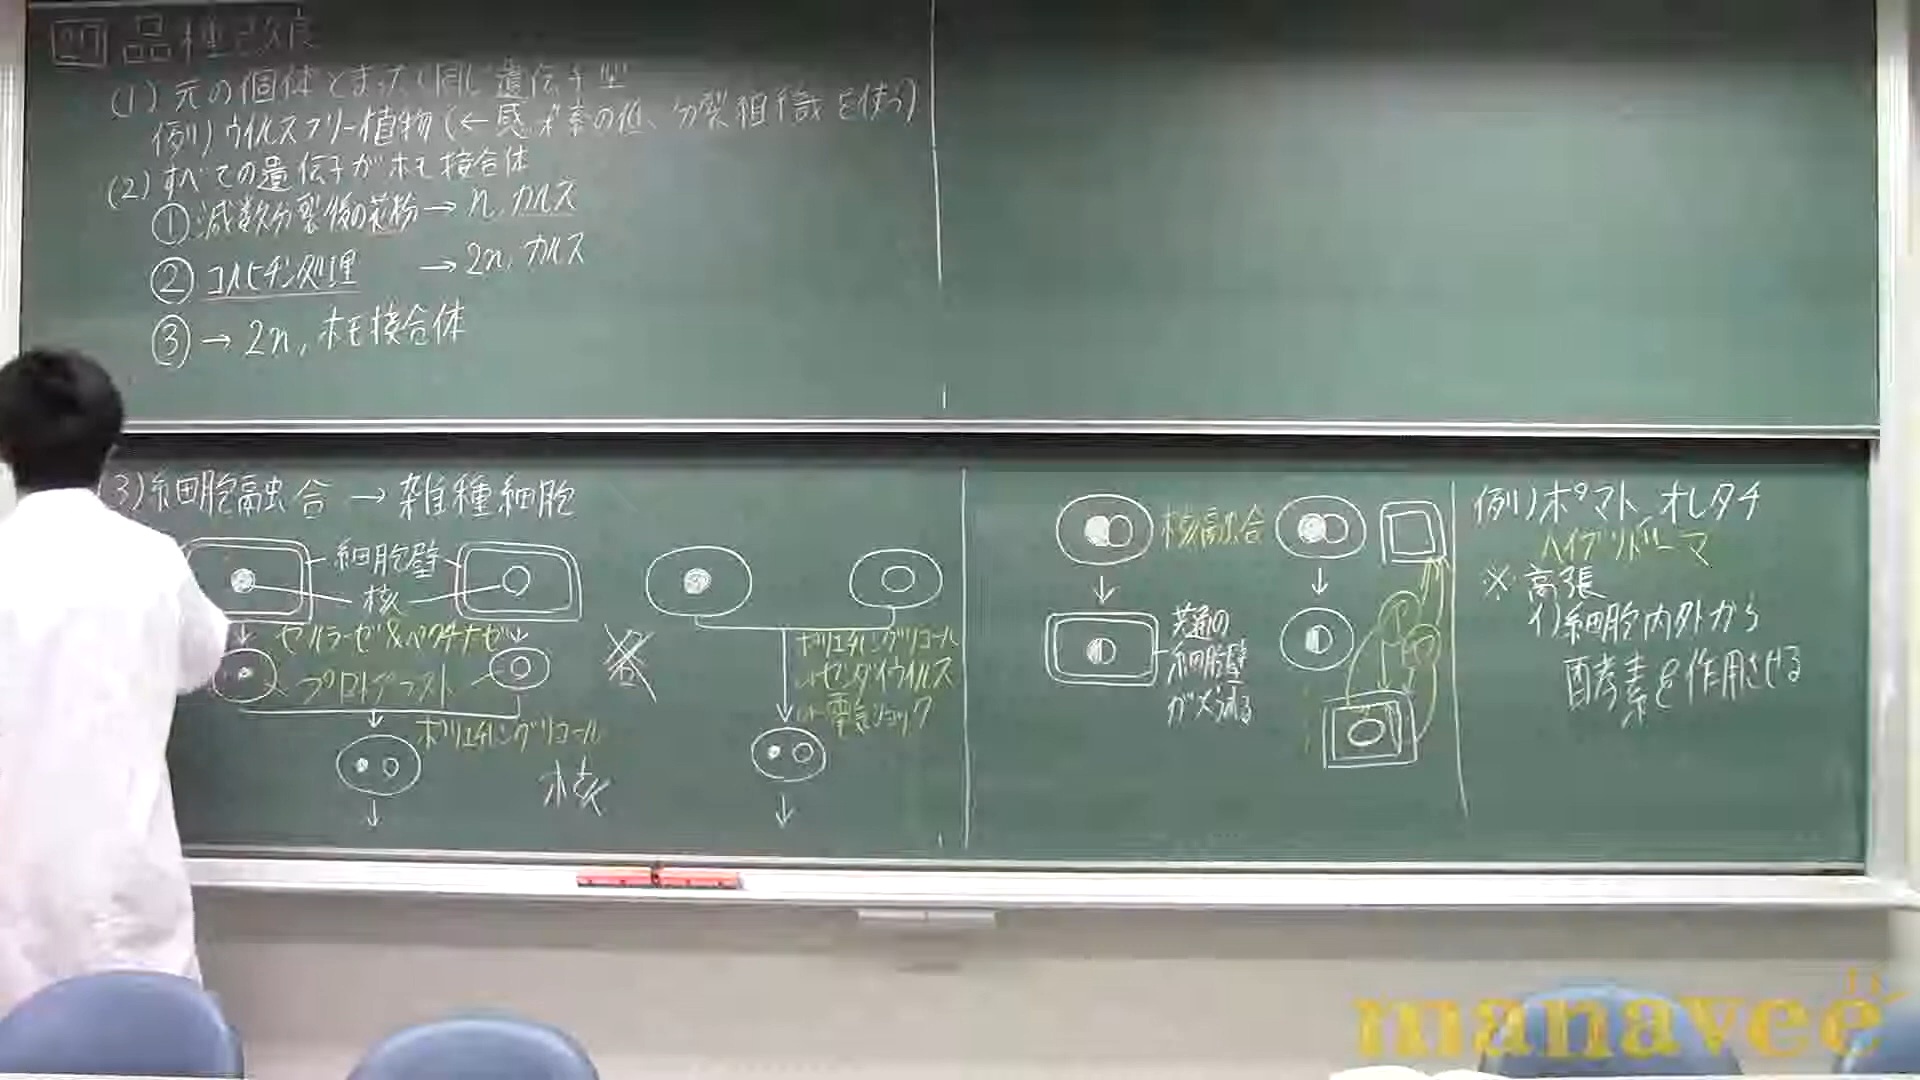 27 品種改良
(1) 元の個体とまったく同じ遺伝子型
例) ウイルスフリー植物 (←感染率の低い分裂組織を使う)
(2) すべての遺伝子がホモ接合体
① 減数分裂後の花粉 → n, カルス
② コルヒチン処理 → 2n, カルス
③ → 2n, ホモ接合体
(3) 細胞融合 → 雑種細胞
細胞壁
核
セルラーゼ&ペクチナーゼ
プロトプラスト
ポリエチレングリコール
核
ポリエチレングリコール
or センダイウイルス
or 電気ショック
核融合
共通の
細胞壁
ができる
例) ポマト, オレタチ
ハイブリドーマ
※ 高張
1) 細胞内外から
酵素を作用させる
manavee